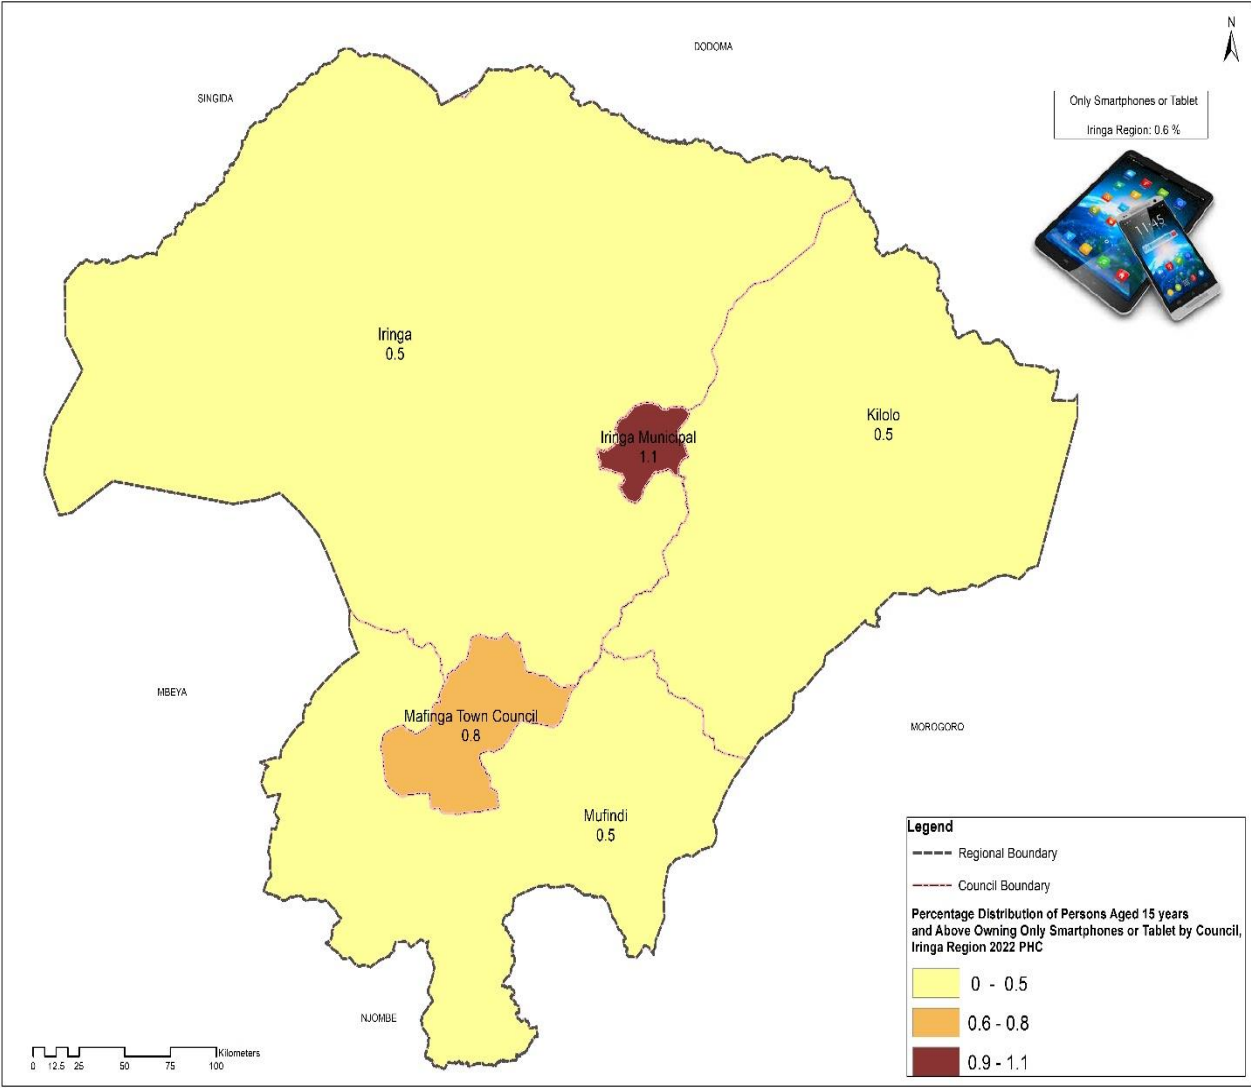 N
DODOMA
SINGIDA
Only Smartphones or Tablet
Iringa Region: 0.6 %
11:45
Iringa
0.5
Kilolo
0.5
Iringa Municipal
1.1
MBEYA
Mafinga Town Council
0.8
MOROGORO
Mufindi
0.5
NJOMBE
Legend
Regional Boundary
Council Boundary
Percentage Distribution of Persons Aged 15 years
and Above Owning Only Smartphones or Tablet by Council,
Iringa Region 2022 PHC
0 - 0.5
0.6 - 0.8
0.9 - 1.1
Kilometers
0 12.5 25 50 75 100